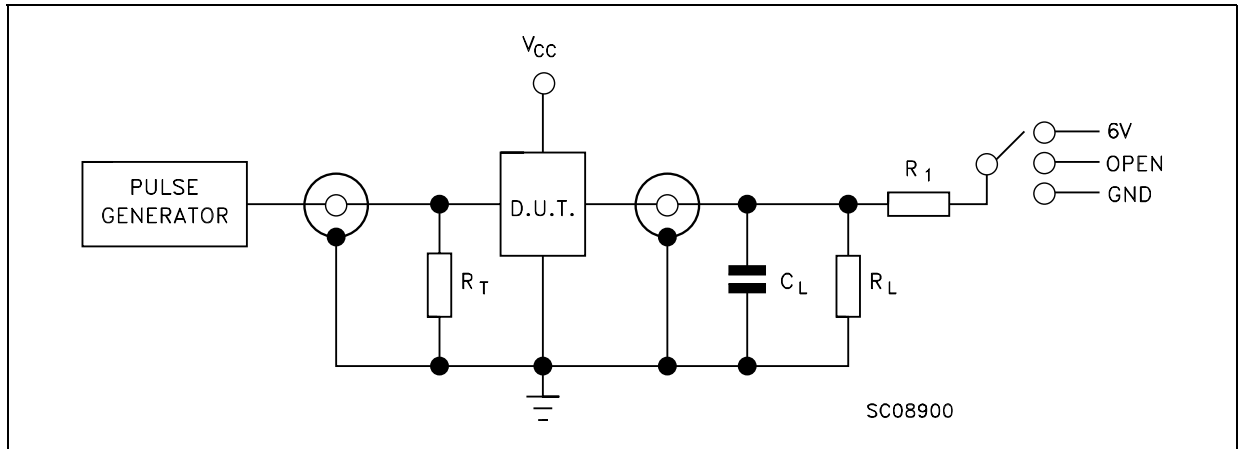 VCC
PULSE
GENERATOR
D.U.T.
RT
CL
RL
R1
6V
OPEN
GND
SC08900